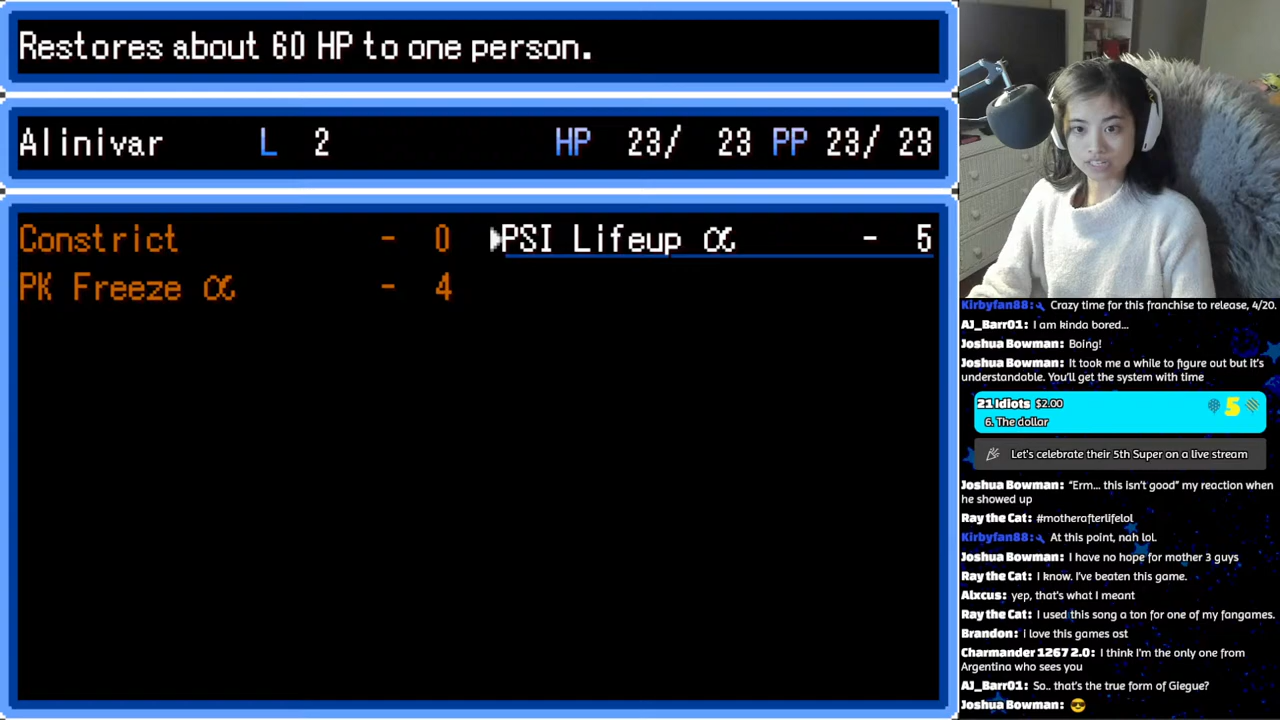 Restores about 60 HP to one person.
Alinivar L 2 HP 23/ 23 PP 23/ 23
Constrict - 0 PSI Lifeup α - 5
PK Freeze α - 4
Kirbyfan88: Crazy time for this franchise to release, 4/20.
AJ_Barr01: I am kinda bored...
Joshua Bowman: Boing!
Joshua Bowman: It took me a while to figure out but it's
understandable. You'll get the system with time
21 Idiots $2.00
5
6. The dollar
Let's celebrate their 5th Super on a live stream
Joshua Bowman: “Erm... this isn't good” my reaction when
he showed up
Ray the Cat: #motherafterlifelol
Kirbyfan88: At this point, nah lol.
Joshua Bowman: I have no hope for mother 3 guys
Ray the Cat: I know. I've beaten this game.
Alxcus: yep, that's what I meant
Ray the Cat: I used this song a ton for one of my fangames.
Brandon: i love this games ost
Charmander 1267 2.0: I think I'm the only one from
Argentina who sees you
AJ_Barr01: So.. that's the true form of Giegue?
Joshua Bowman: 😎